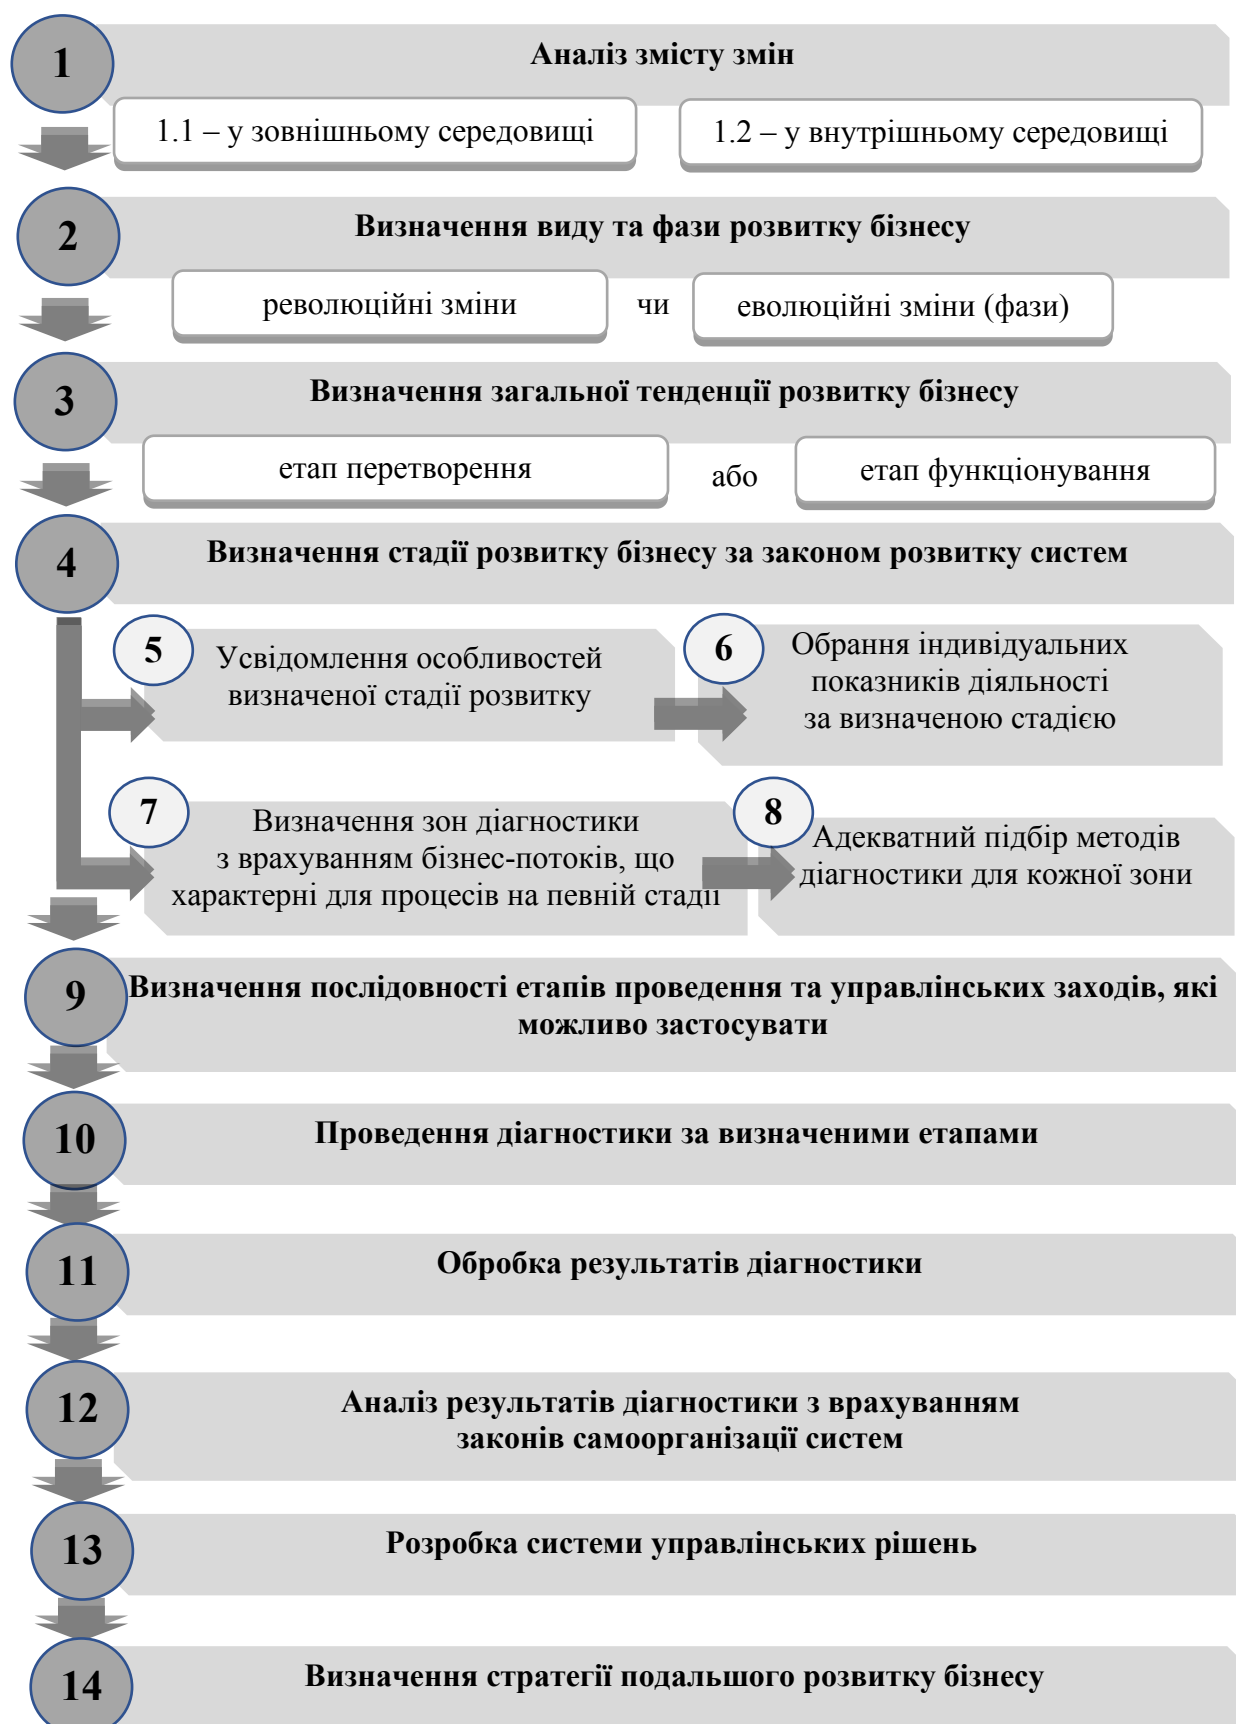 1
Аналіз змісту змін
1.1 – у зовнішньому середовищі
1.2 – у внутрішньому середовищі
2
Визначення виду та фази розвитку бізнесу
революційні зміни
чи
еволюційні зміни (фази)
3
Визначення загальної тенденції розвитку бізнесу
етап перетворення
або
етап функціонування
4
Визначення стадії розвитку бізнесу за законом розвитку систем
5
Усвідомлення особливостей
визначеної стадії розвитку
6
Обрання індивідуальних
показників діяльності
за визначеною стадією
7
Визначення зон діагностики
з врахуванням бізнес-потоків, що
характерні для процесів на певній стадії
8
Адекватний підбір методів
діагностики для кожної зони
9
Визначення послідовності етапів проведення та управлінських заходів, які
можливо застосувати
10
Проведення діагностики за визначеними етапами
11
Обробка результатів діагностики
12
Аналіз результатів діагностики з врахуванням
законів самоорганізації систем
13
Розробка системи управлінських рішень
14
Визначення стратегії подальшого розвитку бізнесу